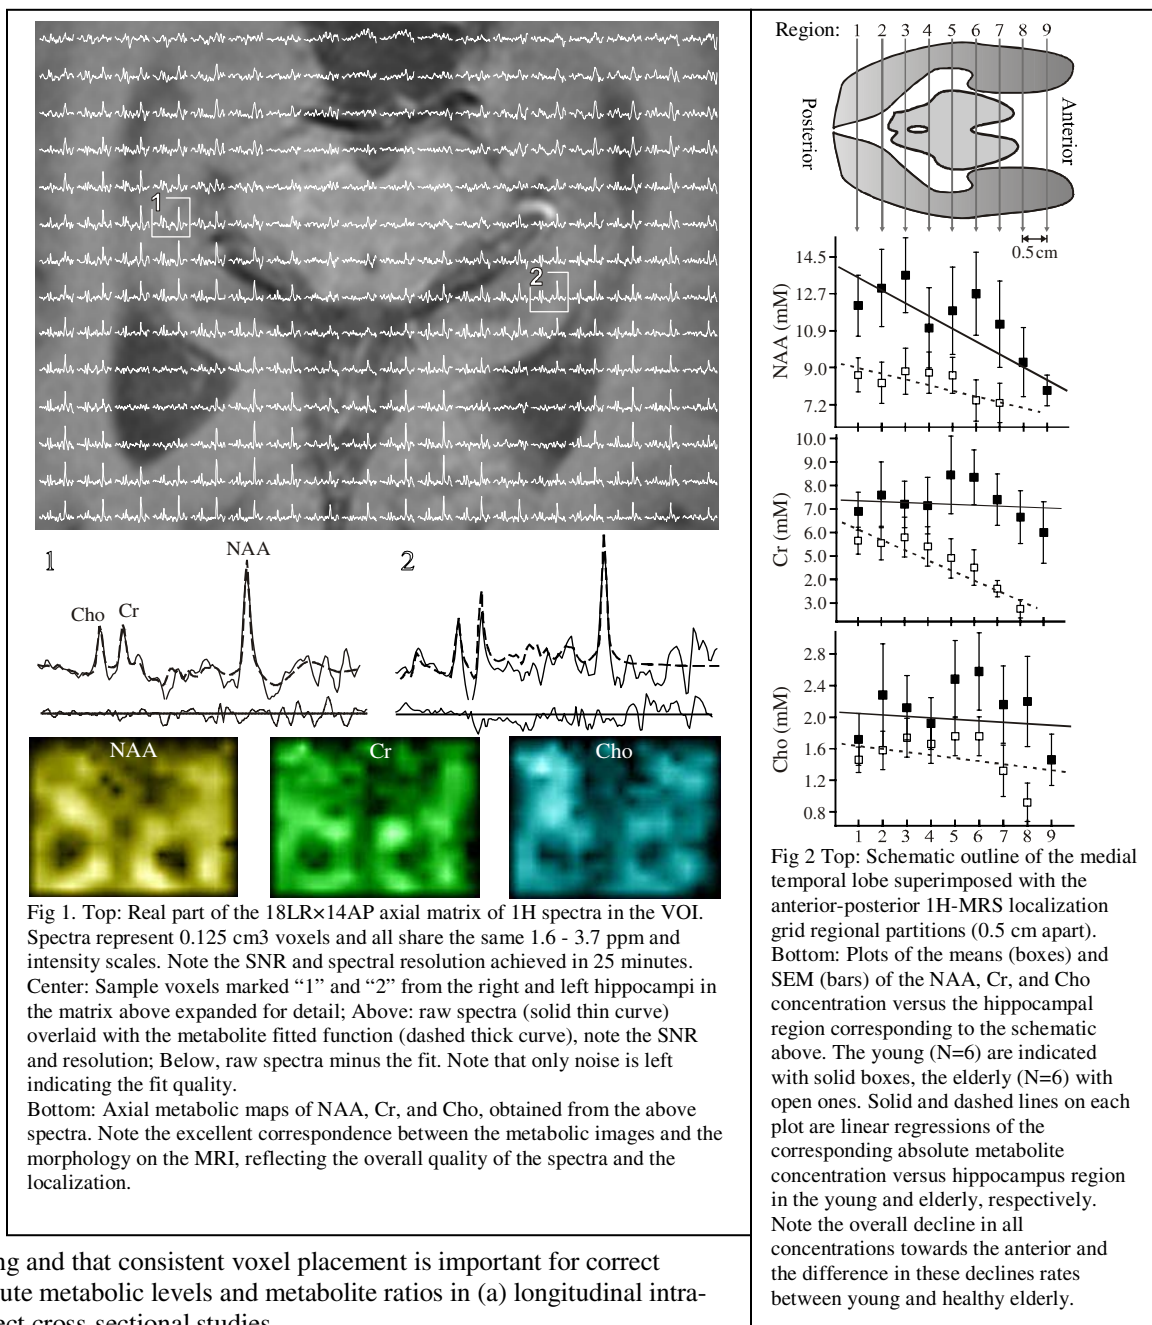 1
2
1
NAA
Cho
Cr
2
NAA
Cr
Cho
Fig 1. Top: Real part of the 18LR×14AP axial matrix of 1H spectra in the VOI.
Spectra represent 0.125 cm3 voxels and all share the same 1.6 - 3.7 ppm and
intensity scales. Note the SNR and spectral resolution achieved in 25 minutes.
Center: Sample voxels marked “1” and “2” from the right and left hippocampi in
the matrix above expanded for detail; Above: raw spectra (solid thin curve)
overlaid with the metabolite fitted function (dashed thick curve), note the SNR
and resolution; Below, raw spectra minus the fit. Note that only noise is left
indicating the fit quality.
Bottom: Axial metabolic maps of NAA, Cr, and Cho, obtained from the above
spectra. Note the excellent correspondence between the metabolic images and the
morphology on the MRI, reflecting the overall quality of the spectra and the
localization.
ng and that consistent voxel placement is important for correct
ute metabolic levels and metabolite ratios in (a) longitudinal intra-
ect cross-sectional studies
Region: 1 2 3 4 5 6 7 8 9
Posterior
Anterior
0.5 cm
NAA (mM)
14.5
12.7
10.9
9.0
7.2
Cr (mM)
10.0
9.0
8.0
7.0
6.0
5.0
2.0
3.0
Cho (mM)
2.8
2.4
2.0
1.6
1.2
0.8
1 2 3 4 5 6 7 8 9
Fig 2 Top: Schematic outline of the medial
temporal lobe superimposed with the
anterior-posterior 1H-MRS localization
grid regional partitions (0.5 cm apart).
Bottom: Plots of the means (boxes) and
SEM (bars) of the NAA, Cr, and Cho
concentration versus the hippocampal
region corresponding to the schematic
above. The young (N=6) are indicated
with solid boxes, the elderly (N=6) with
open ones. Solid and dashed lines on each
plot are linear regressions of the
corresponding absolute metabolite
concentration versus hippocampus region
in the young and elderly, respectively.
Note the overall decline in all
concentrations towards the anterior and
the difference in these declines rates
between young and healthy elderly.